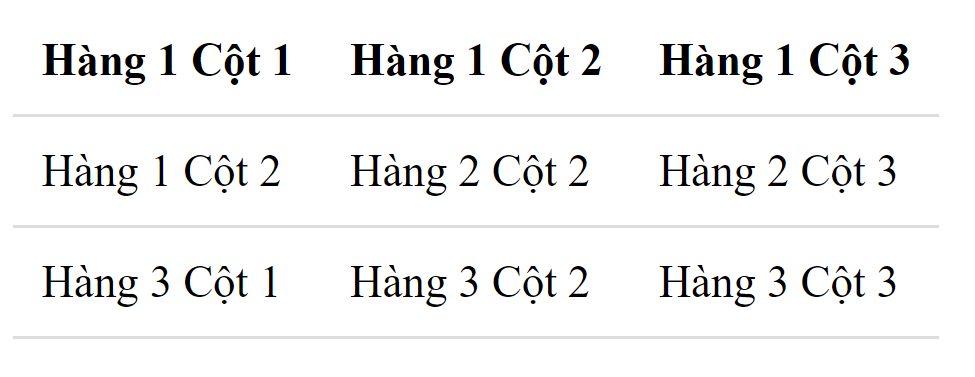 Hàng 1 Cột 1 Hàng 1 Cột 2 Hàng 1 Cột 3
Hàng 1 Cột 2 Hàng 2 Cột 2 Hàng 2 Cột 3
Hàng 3 Cột 1 Hàng 3 Cột 2 Hàng 3 Cột 3